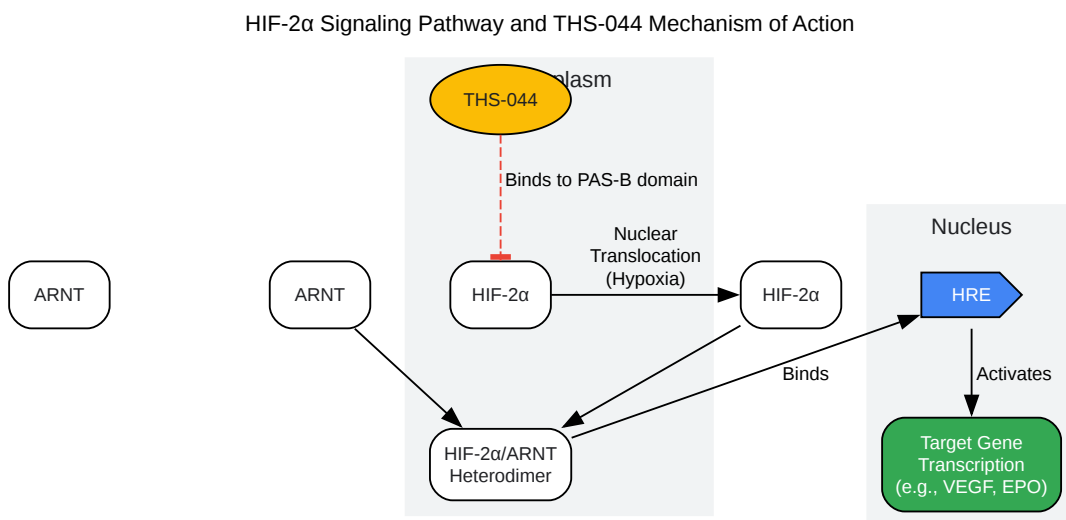 HIF-2α Signaling Pathway and THS-044 Mechanism of Action
plasm
THS-044
Binds to PAS-B domain
Nuclear
Translocation
(Hypoxia)
Nucleus
ARNT
ARNT
HIF-2α
HIF-2α
HRE
Binds
Activates
HIF-2α/ARNT
Heterodimer
Target Gene
Transcription
(e.g., VEGF, EPO)